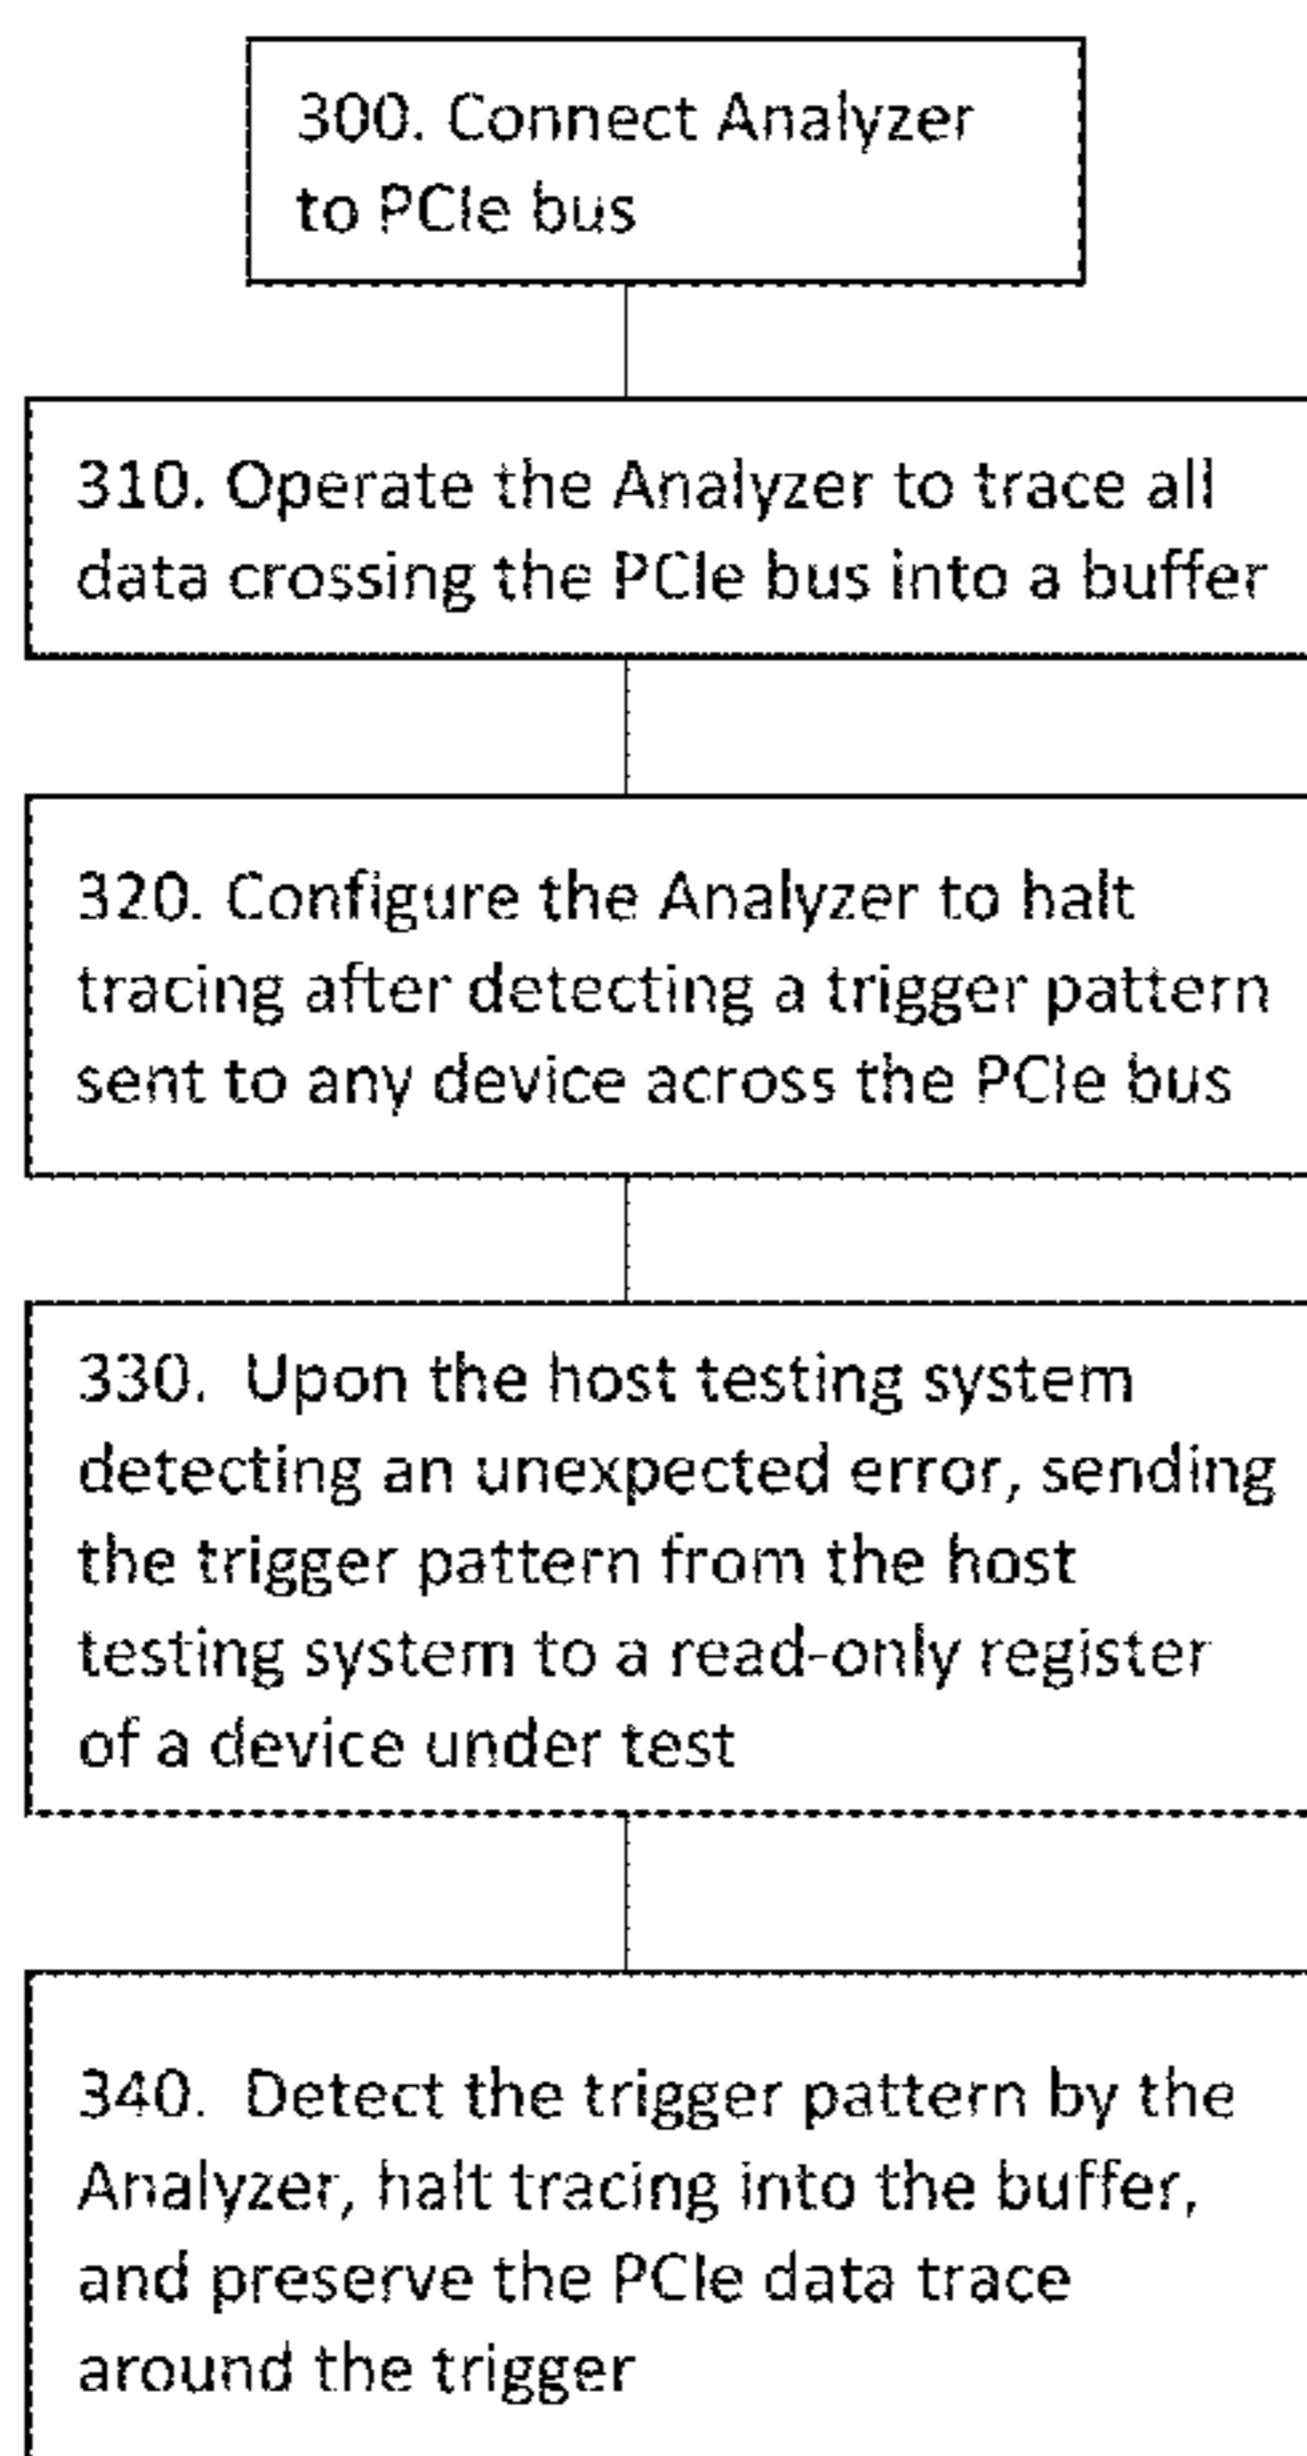 300. Connect Analyzer
to PCIe bus
310. Operate the Analyzer to trace all
data crossing the PCIe bus into a buffer
320. Configure the Analyzer to halt
tracing after detecting a trigger pattern
sent to any device across the PCIe bus
330. Upon the host testing system
detecting an unexpected error, sending
the trigger pattern from the host
testing system to a read-only register
of a device under test
340. Detect the trigger pattern by the
Analyzer, halt tracing into the buffer,
and preserve the PCIe data trace
around the trigger